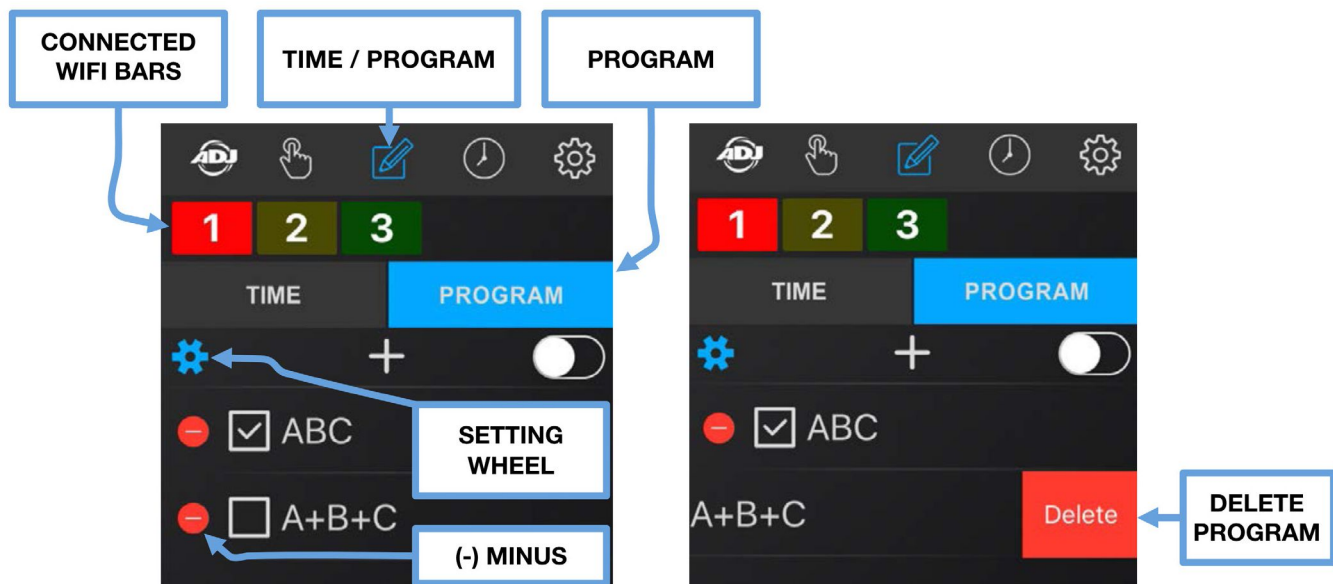 CONNECTED
WIFI BARS
TIME / PROGRAM
PROGRAM
ADJ
1 2 3
TIME PROGRAM
+
ABC
SETTING
WHEEL
A+B+C
(-) MINUS
ADJ
1 2 3
TIME PROGRAM
+
ABC
A+B+C Delete
DELETE
PROGRAM